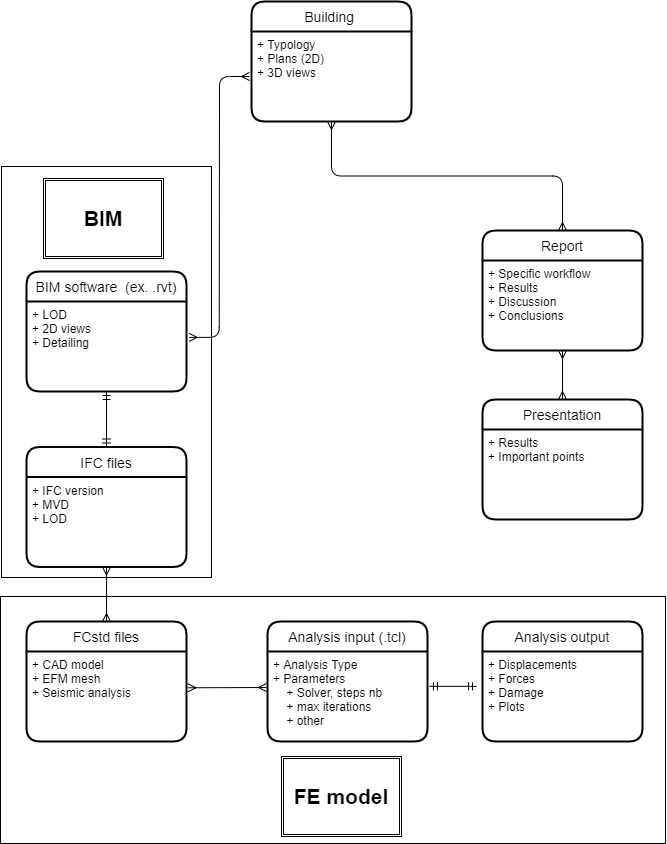 Building
+ Typology
+ Plans (2D)
+ 3D views
BIM
BIM software (ex. .rvt)
+ LOD
+ 2D views
+ Detailing
Report
+ Specific workflow
+ Results
+ Discussion
+ Conclusions
IFC files
+ IFC version
+ MVD
+ LOD
Presentation
+ Results
+ Important points
FCstd files
+ CAD model
+ EFM mesh
+ Seismic analysis
Analysis input (.tcl)
+ Analysis Type
+ Parameters
+ Solver, steps nb
+ max iterations
+ other
Analysis output
+ Displacements
+ Forces
+ Damage
+ Plots
FE model